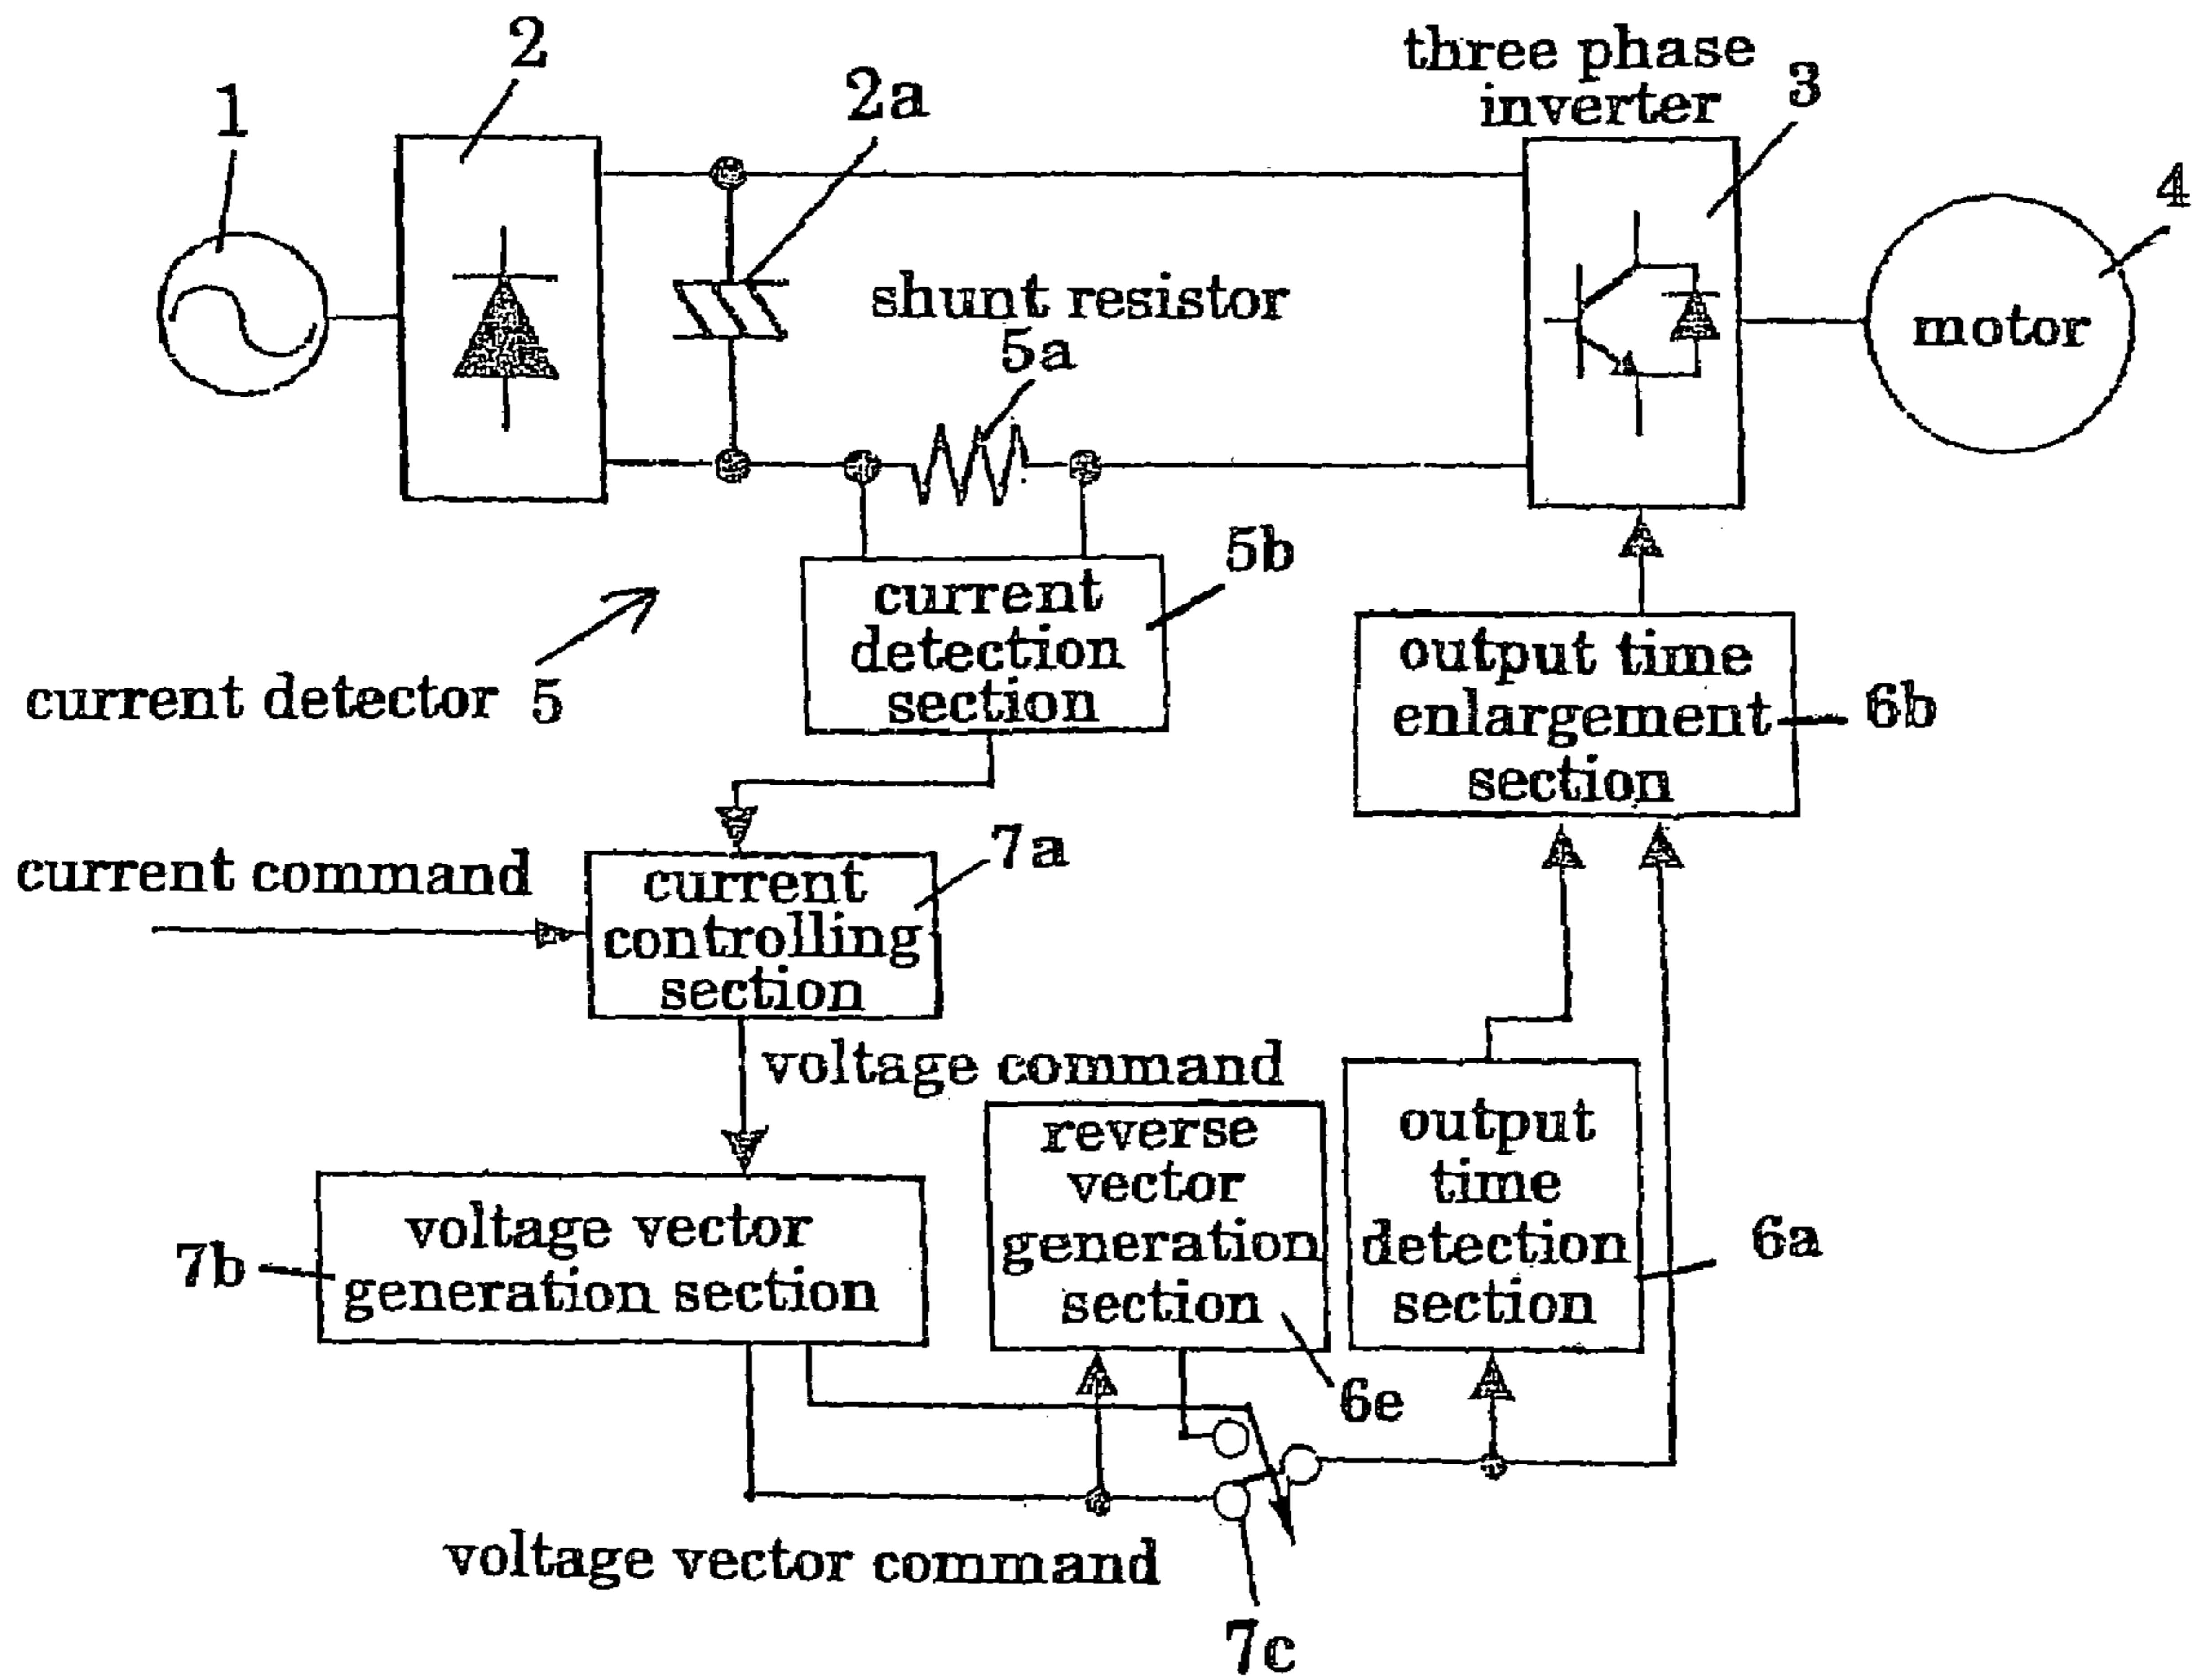 1
2
2a
three phase
inverter
3
4
motor
shunt resistor
5a
5b
current
detection
section
current detector 5
output time
enlargement
section
6b
current command
7a
current
controlling
section
voltage command
reverse
vector
generation
section
output
time
detection
section
6a
7b
voltage vector
generation section
6e
voltage vector command
7c